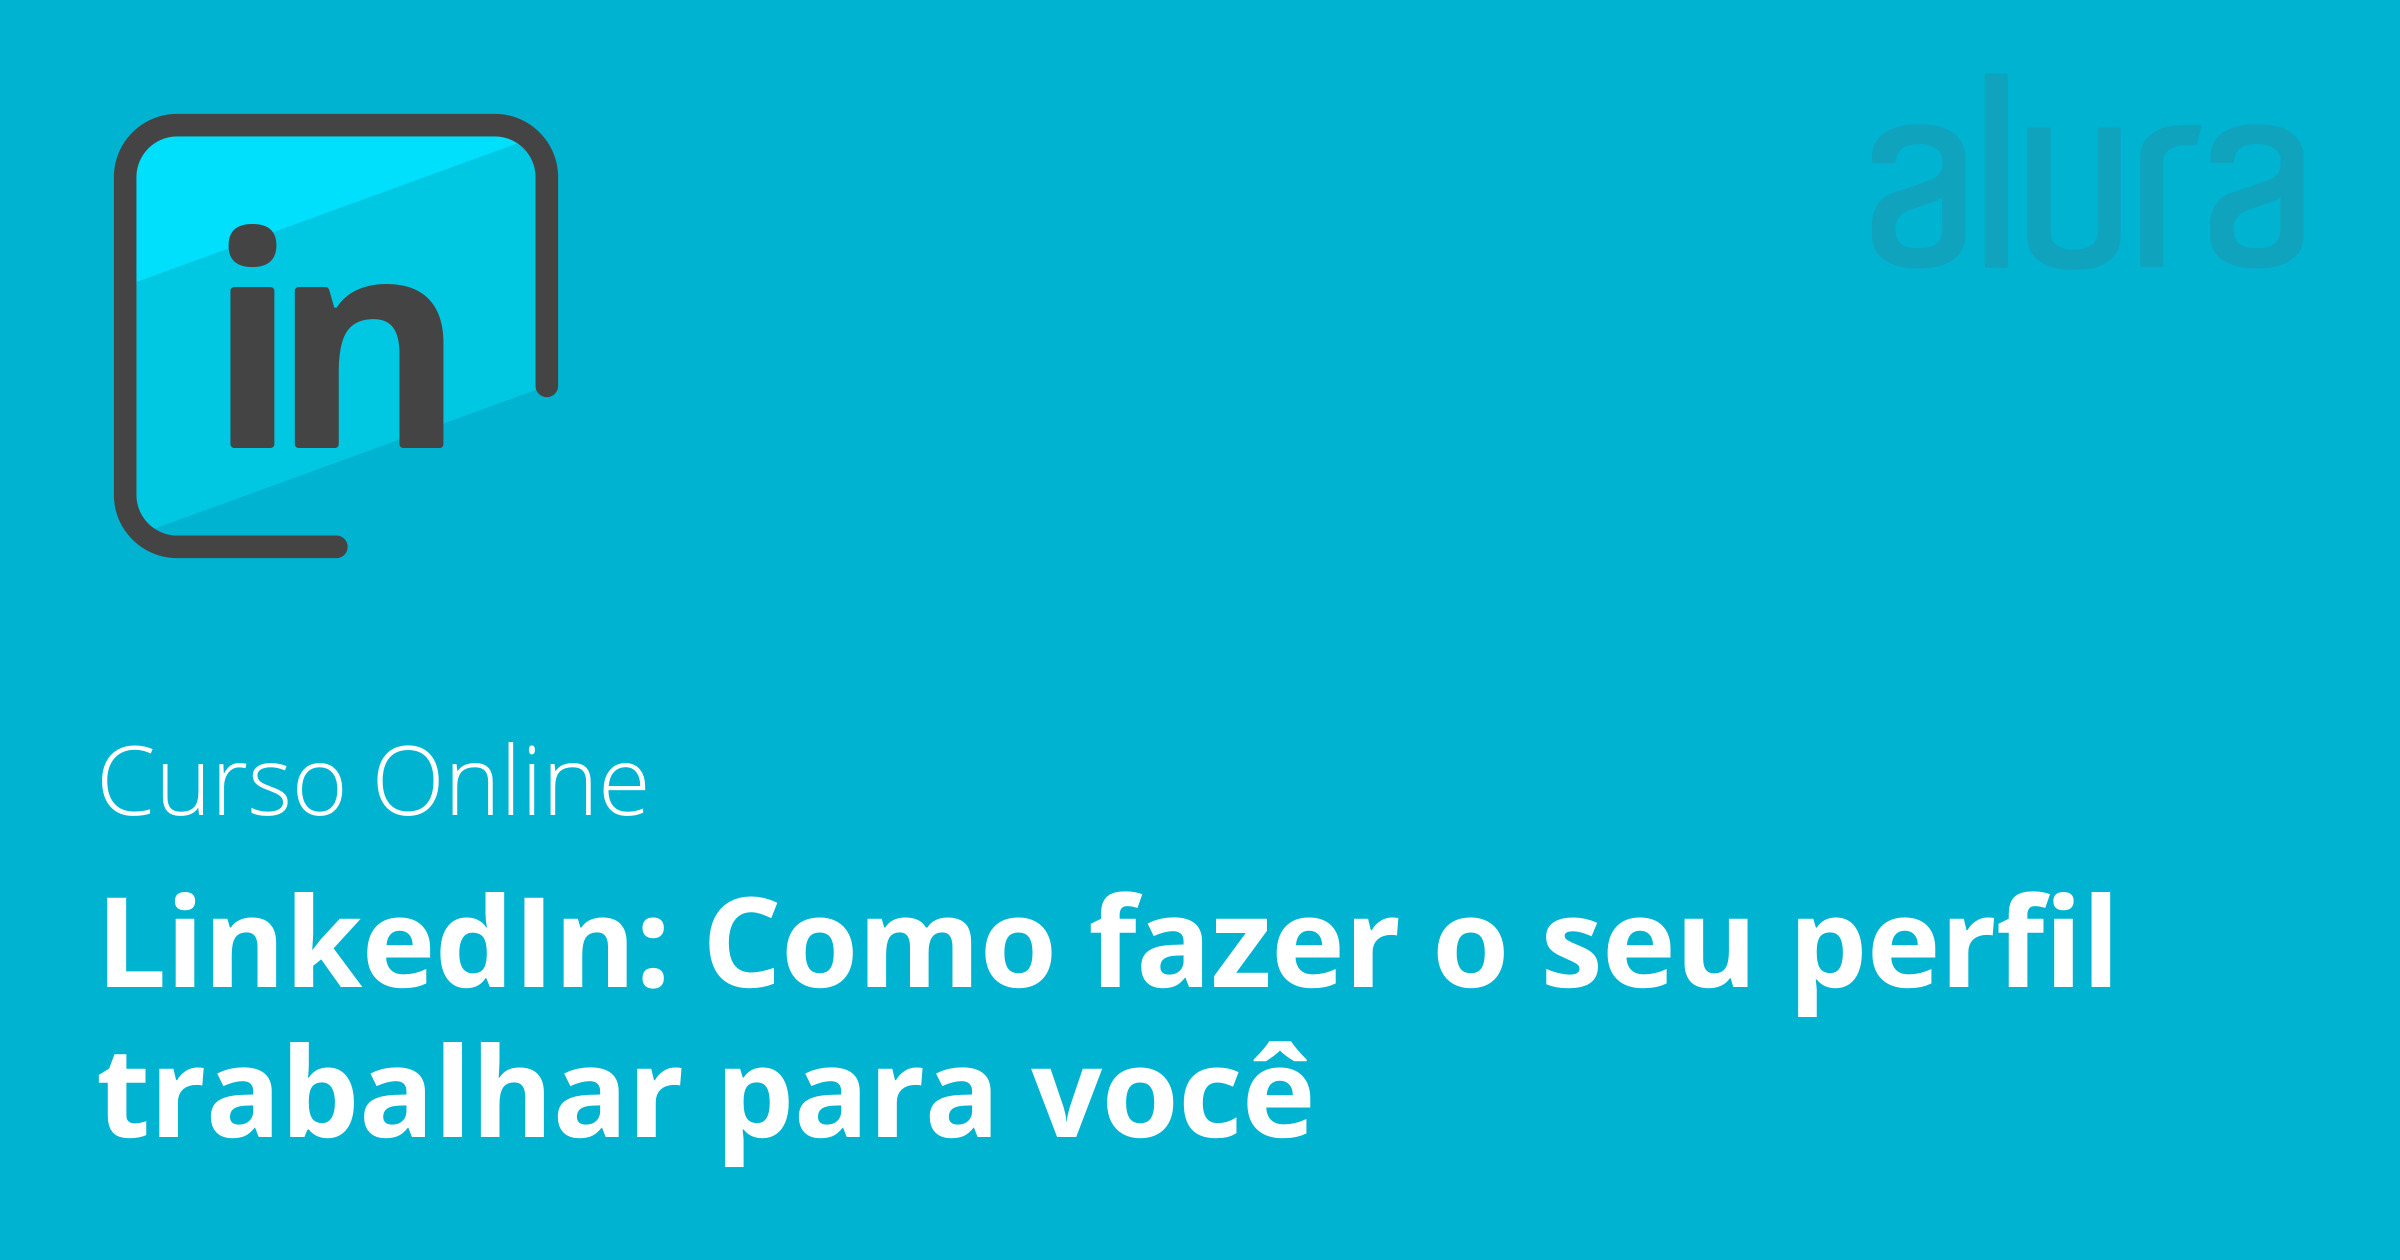 alura
in
Curso Online
LinkedIn: Como fazer o seu perfil
trabalhar para você